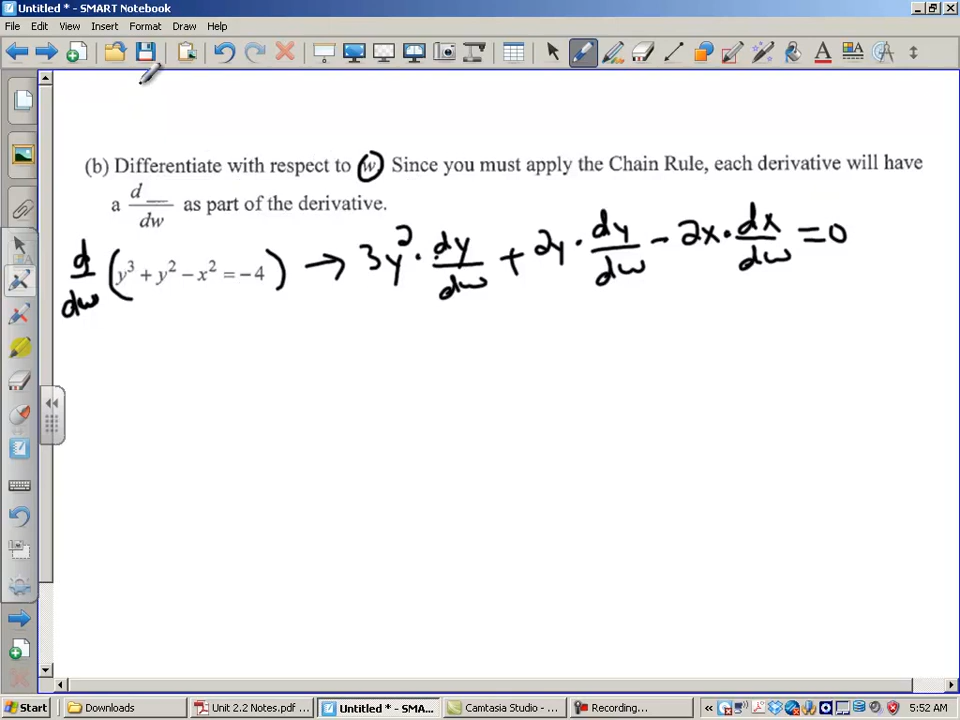 Untitled * - SMART Notebook
File Edit View Insert Format Draw Help
(b) Differentiate with respect to w. Since you must apply the Chain Rule, each derivative will have
a d__/dw as part of the derivative.
d/dw (y³ + y² − x² = −4) → 3y² · dy/dw + 2y · dy/dw − 2x · dx/dw = 0
Start Downloads Unit 2.2 Notes.pdf ... Untitled * - SMA... Camtasia Studio - ... Recording... 5:52 AM